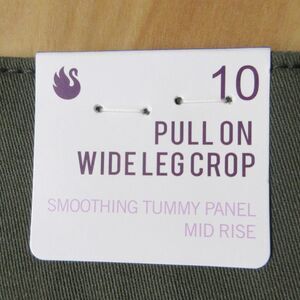 10
PULL ON
WIDE LEG CROP
SMOOTHING TUMMY PANEL
MID RISE